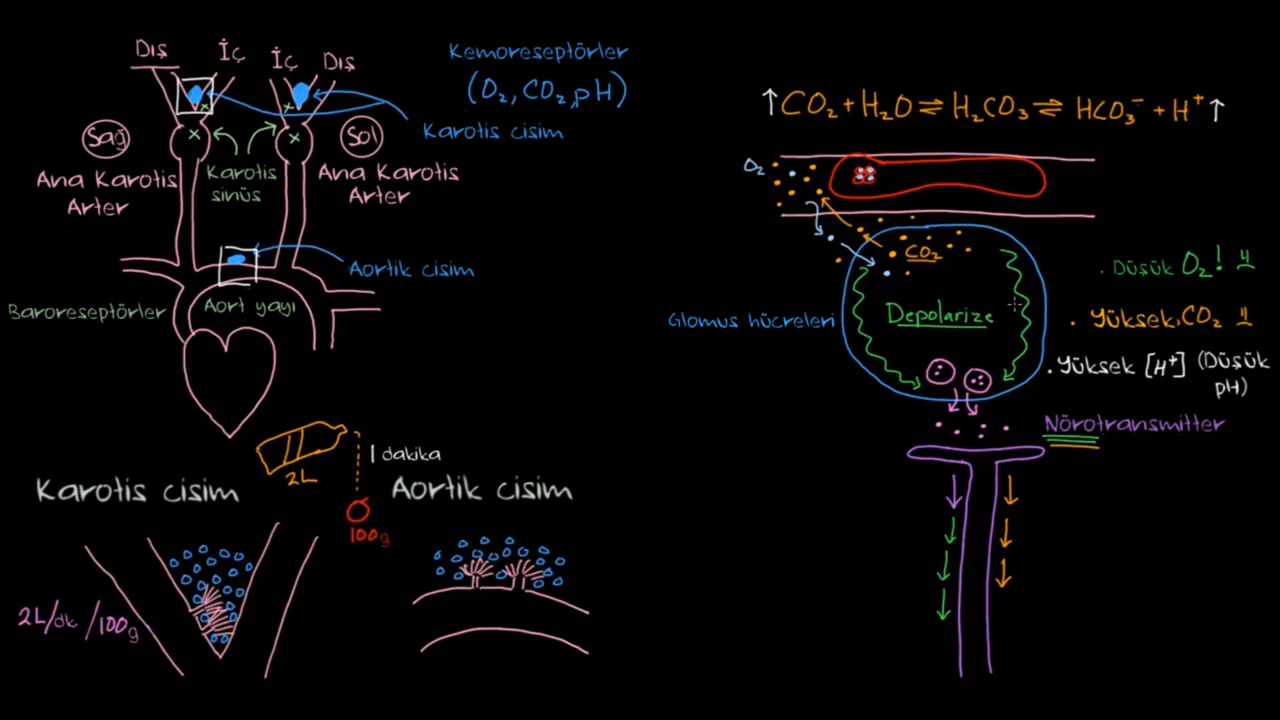 Dış İç İç Dış
Kemoreseptörler
(O₂, CO₂, pH)
Karotis cisim
Sağ
Ana Karotis
Arter
Karotis
sinüs
Sol
Ana Karotis
Arter
Aortik cisim
Baroreseptörler
Aort yayı
↑CO₂ + H₂O ⇌ H₂CO₃ ⇌ HCO₃⁻ + H⁺↑
O₂
CO₂
Glomus hücreleri
Depolarize
. Düşük O₂!
. Yüksek CO₂
. Yüksek [H⁺] (Düşük
pH)
Nörotransmitter
2L
1 dakika
100g
Karotis cisim
2L/dk/100g
Aortik cisim